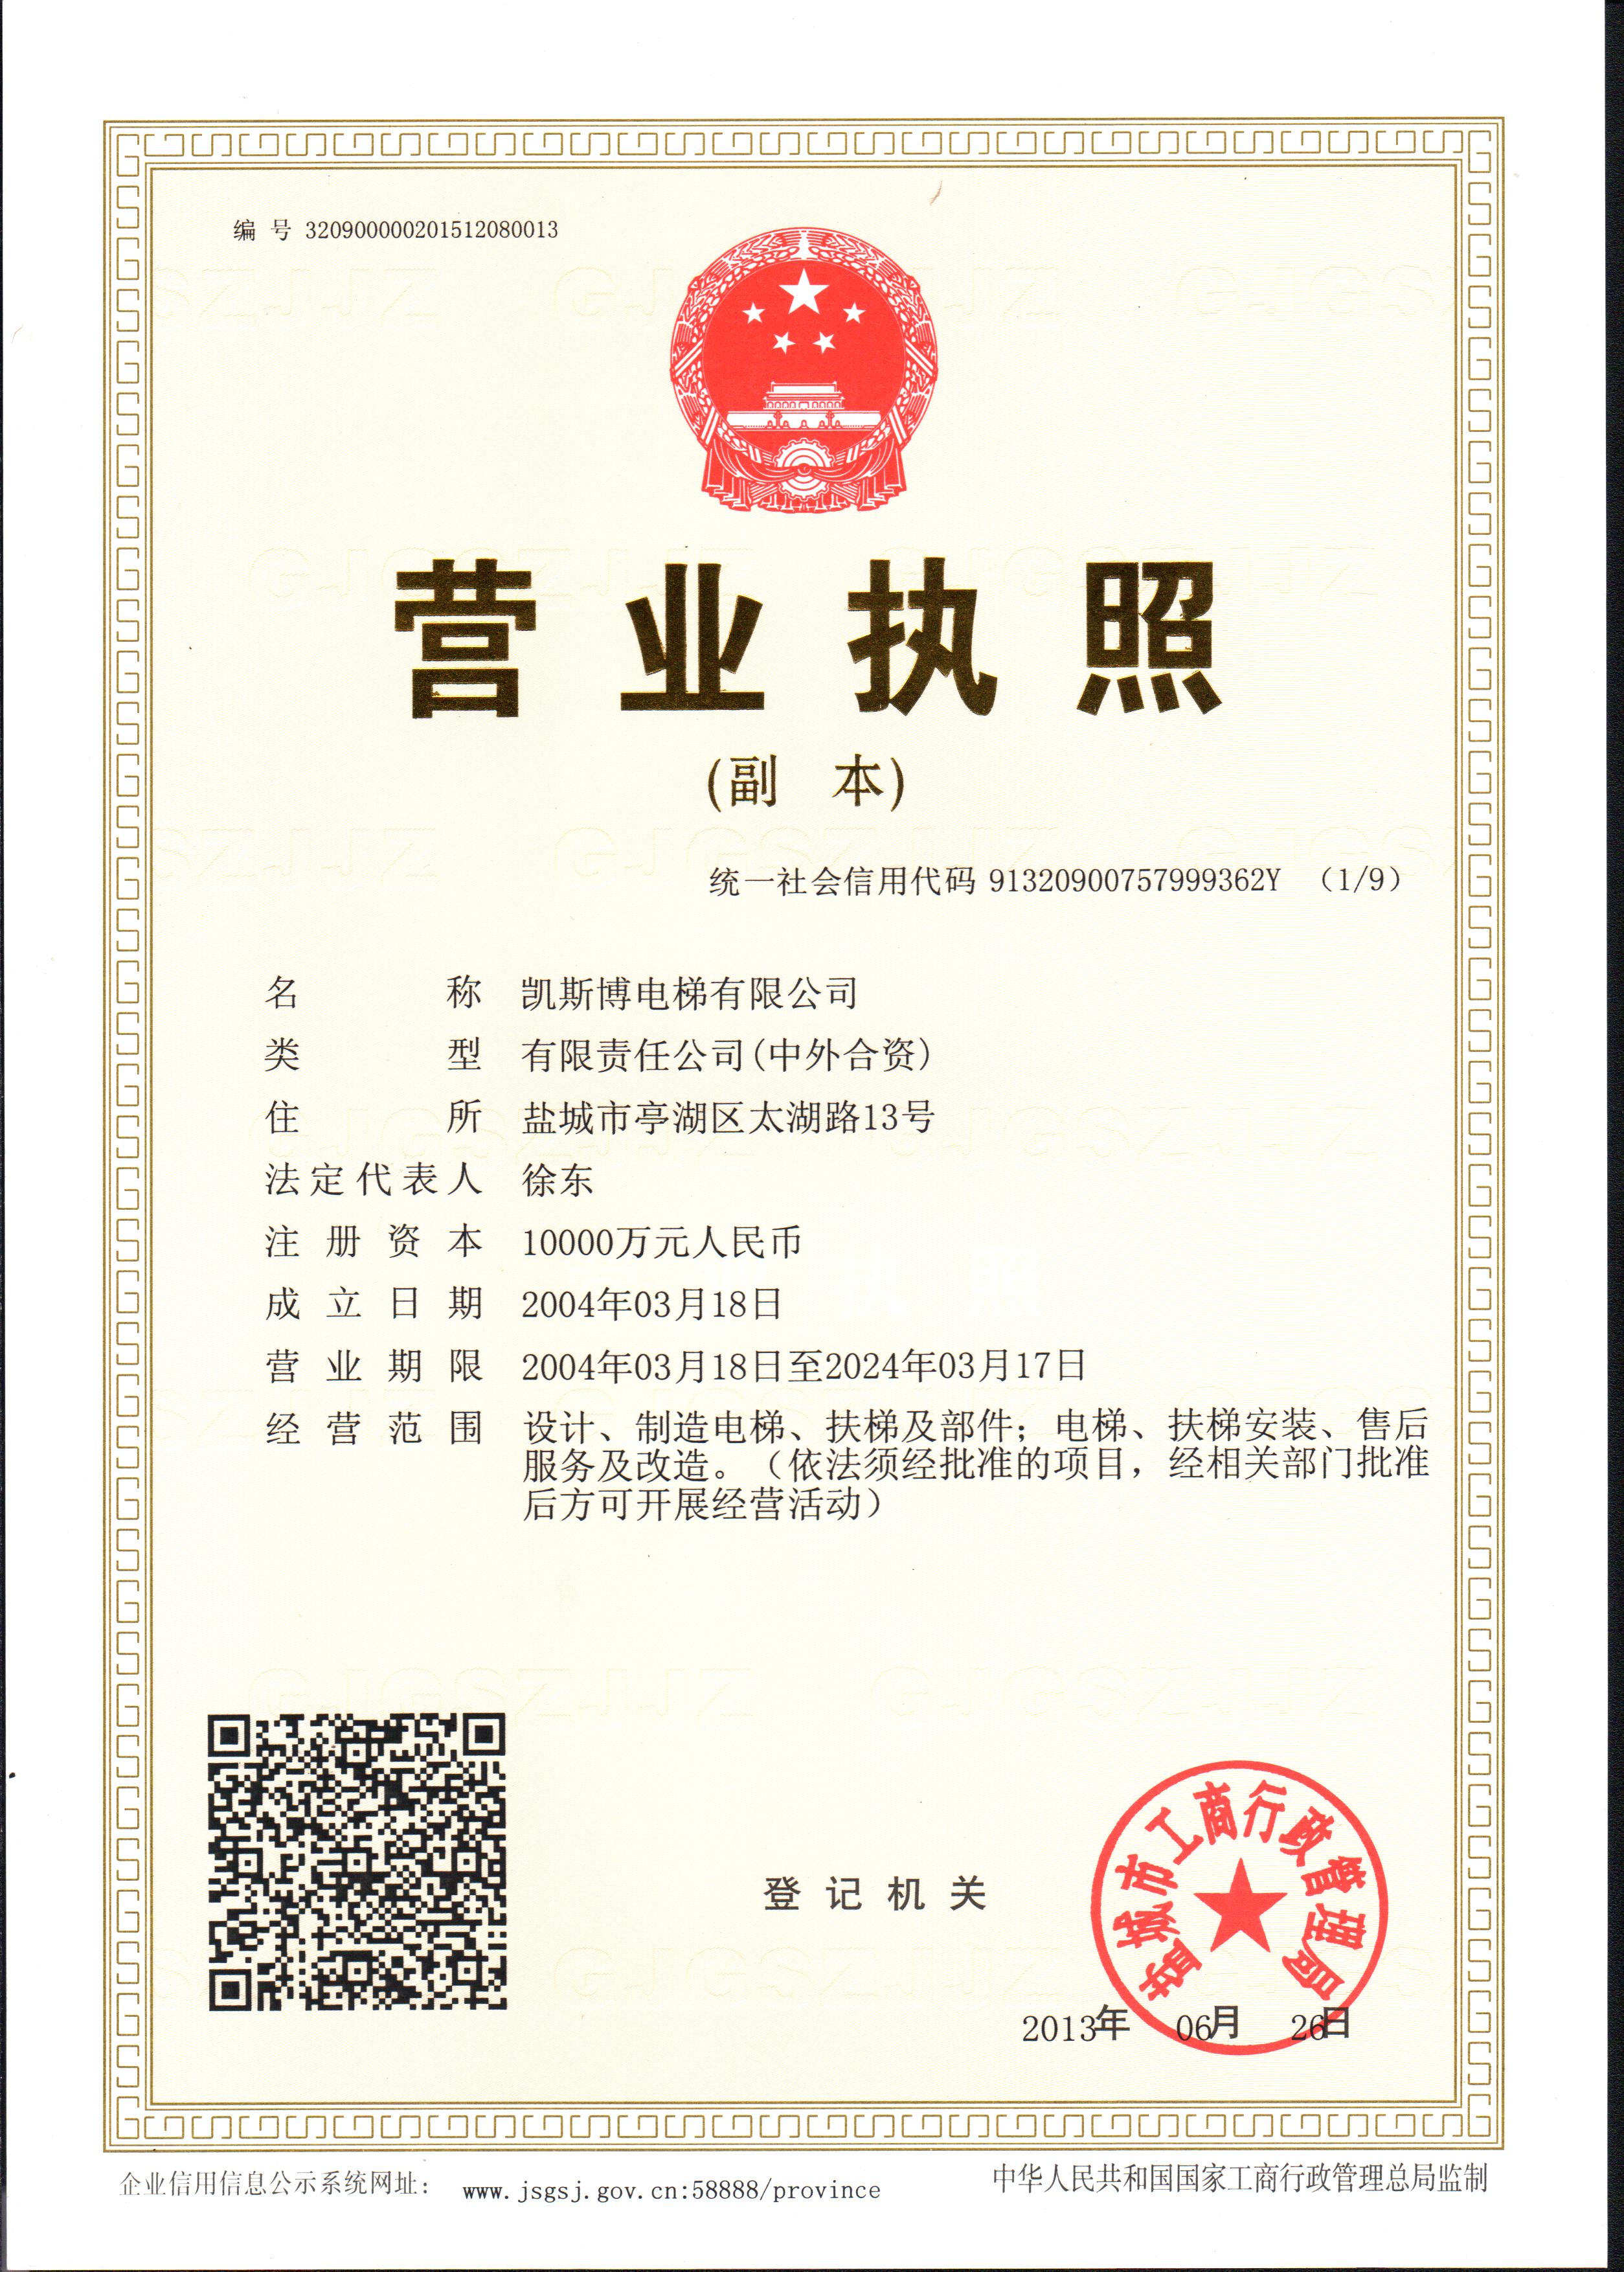 编 号 320900000201512080013
营业执照
(副 本)
统一社会信用代码 91320900757999362Y （1/9）
名 称 凯斯博电梯有限公司
类 型 有限责任公司(中外合资)
住 所 盐城市亭湖区太湖路13号
法定代表人 徐东
注册资本 10000万元人民币
成立日期 2004年03月18日
营业期限 2004年03月18日至2024年03月17日
经营范围 设计、制造电梯、扶梯及部件；电梯、扶梯安装、售后
服务及改造。（依法须经批准的项目，经相关部门批准
后方可开展经营活动）
登记机关
盐城市工商行政管理局
2013年 06月 26日
企业信用信息公示系统网址： www.jsgsj.gov.cn:58888/province
中华人民共和国国家工商行政管理总局监制